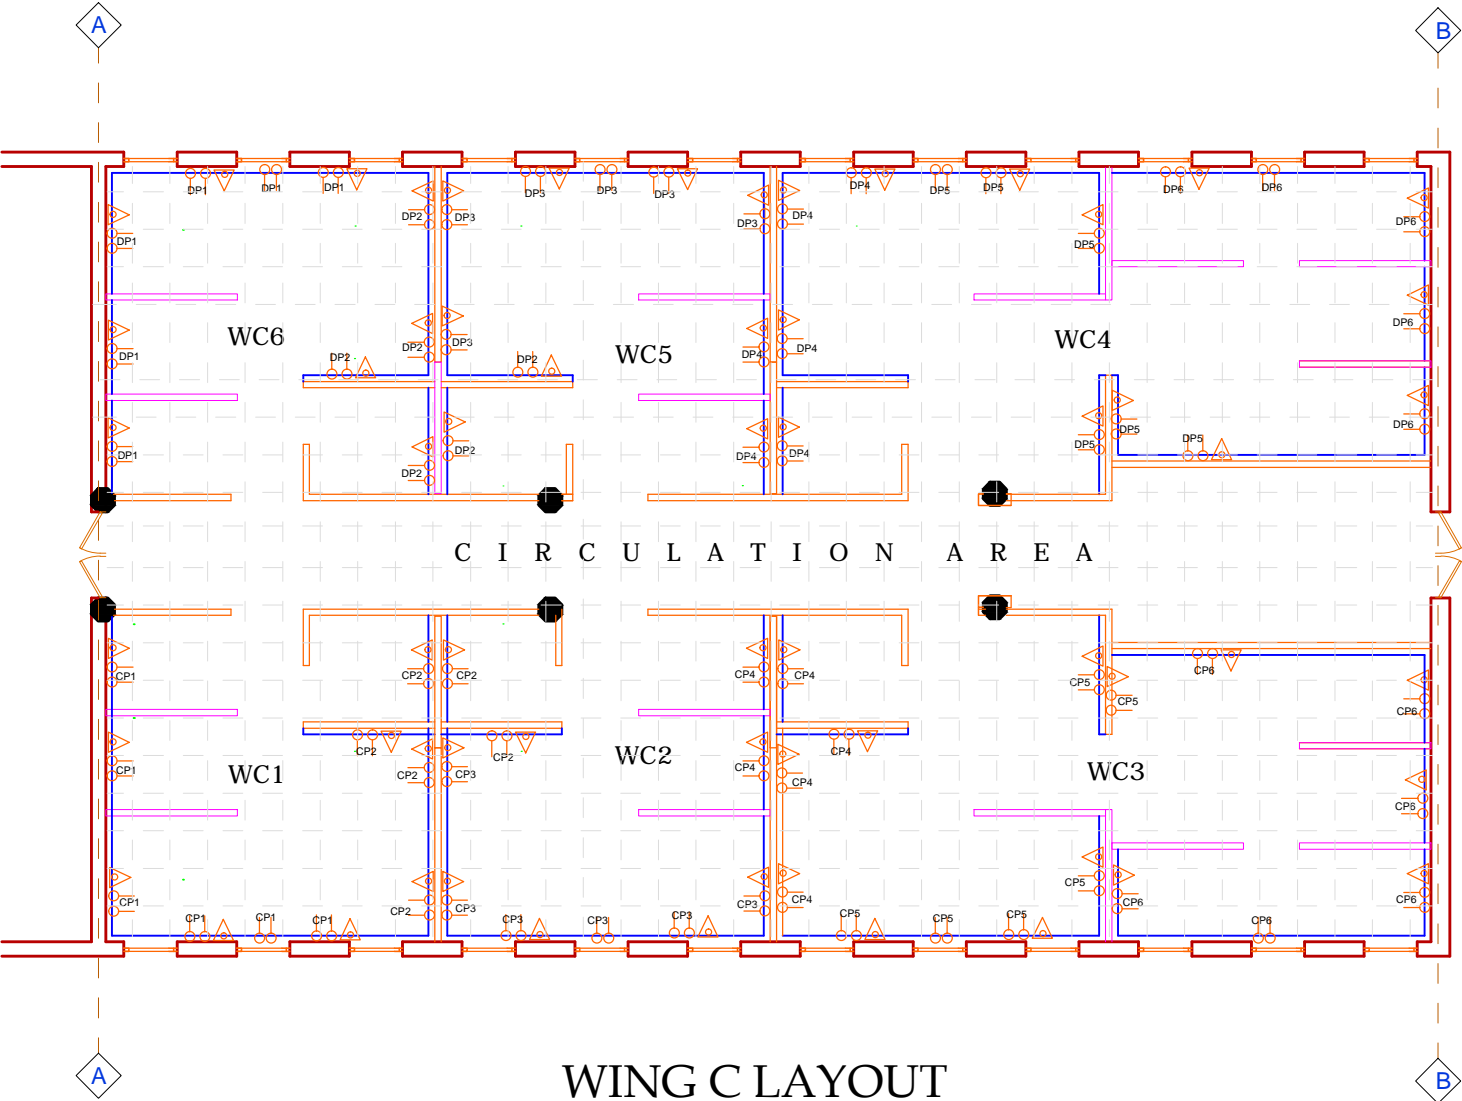 A B
DP1 DP1 DP1 DP3 DP3 DP3 DP4 DP5 DP5 DP6 DP6
DP1 DP2 DP3 DP3 DP4 DP5 DP6
DP1 DP2 DP3 DP4 DP4 DP6
WC6 WC5 WC4
DP2 DP2
DP1 DP2 DP2 DP4 DP4 DP5 DP5 DP5 DP6
C I R C U L A T I O N A R E A
CP1 CP2 CP2 CP4 CP4 CP5 CP5 CP6 CP6
CP2 CP2 CP4
CP1 CP2 CP3 CP4 CP4 CP6
WC1 WC2 WC3
CP1 CP2 CP3 CP3 CP4 CP5 CP6 CP6
CP1 CP1 CP1 CP3 CP3 CP3 CP5 CP5 CP5 CP6
A B
WING C LAYOUT